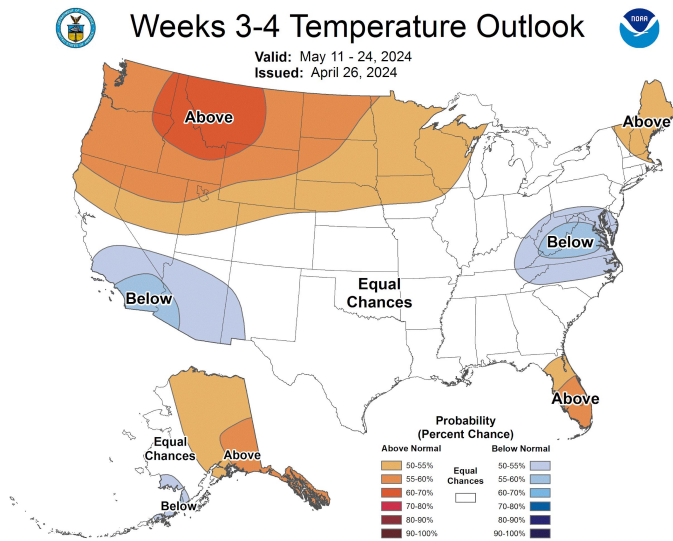 Weeks 3-4 Temperature Outlook
Valid: May 11 - 24, 2024
Issued: April 26, 2024
NOAA
Above
Above
Below
Below
Equal
Chances
Above
Equal
Chances
Above
Below
Probability
(Percent Chance)
Above Normal
50-55%
55-60%
60-70%
70-80%
80-90%
90-100%
Equal
Chances
Below Normal
50-55%
55-60%
60-70%
70-80%
80-90%
90-100%